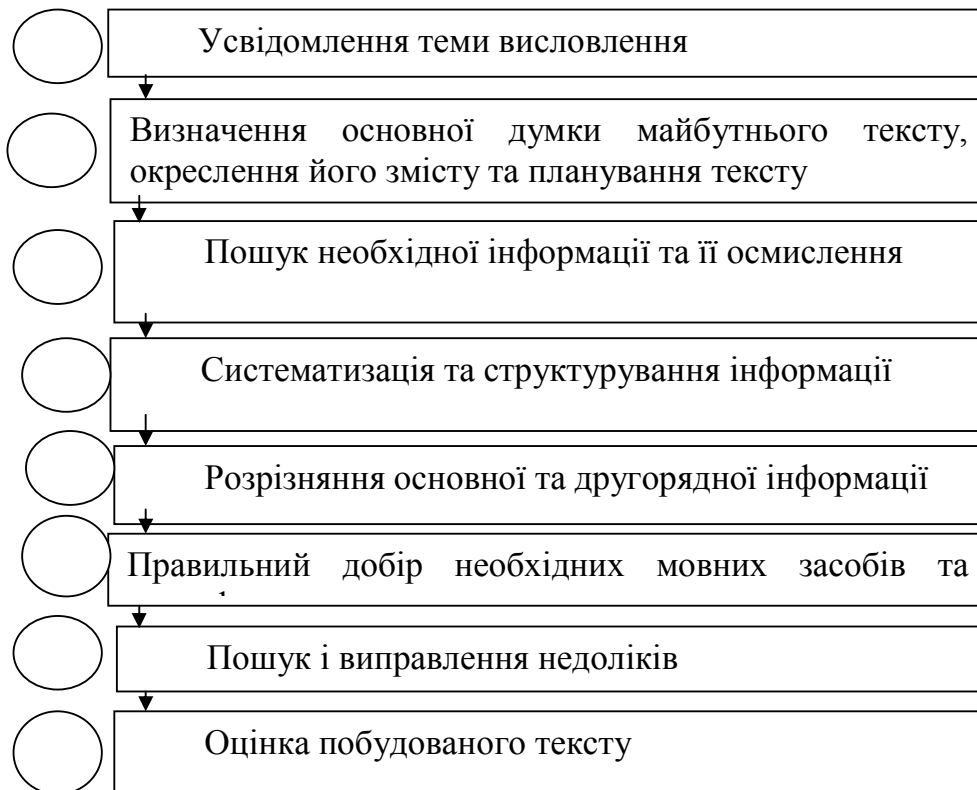 Усвідомлення теми висловлення
Визначення основної думки майбутнього тексту,
окреслення його змісту та планування тексту
Пошук необхідної інформації та її осмислення
Систематизація та структурування інформації
Розрізняння основної та другорядної інформації
Правильний добір необхідних мовних засобів та
Пошук і виправлення недоліків
Оцінка побудованого тексту